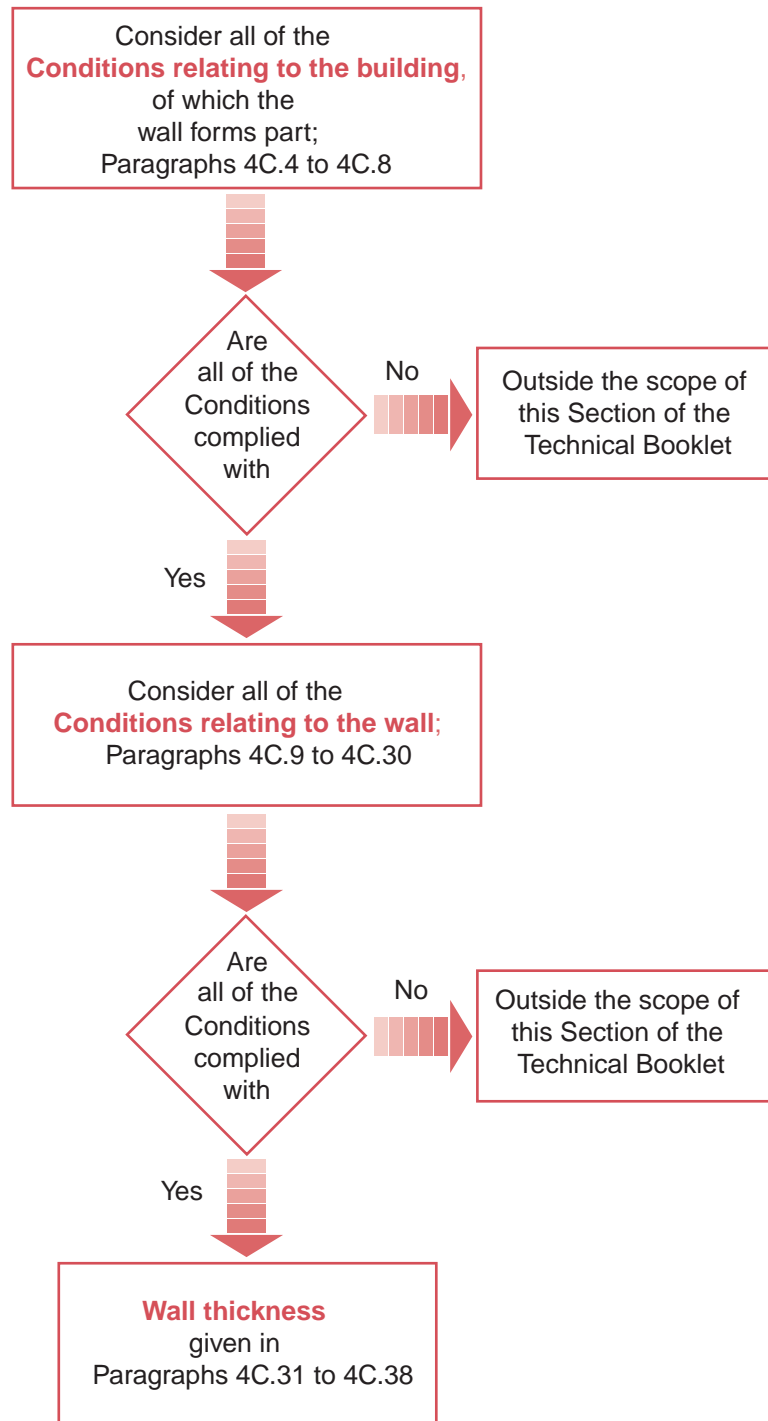 Consider all of the
Conditions relating to the building,
of which the
wall forms part;
Paragraphs 4C.4 to 4C.8
Are
all of the
Conditions
complied
with
No
Outside the scope of
this Section of the
Technical Booklet
Yes
Consider all of the
Conditions relating to the wall;
Paragraphs 4C.9 to 4C.30
Are
all of the
Conditions
complied
with
No
Outside the scope of
this Section of the
Technical Booklet
Yes
Wall thickness
given in
Paragraphs 4C.31 to 4C.38